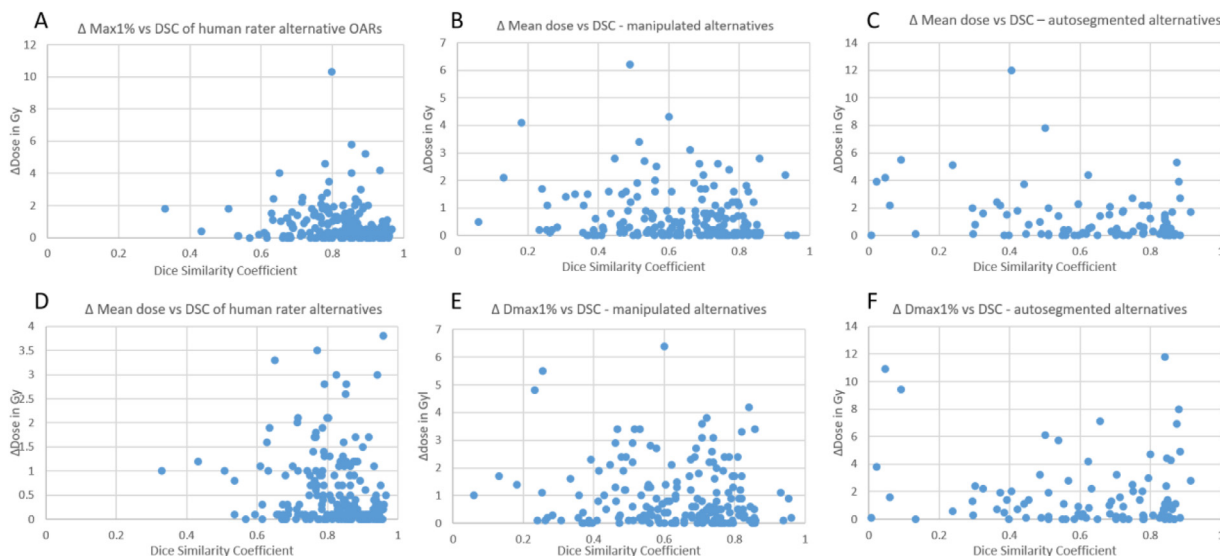 A
Δ Max1% vs DSC of human rater alternative OARs
ΔDose in Gy
12
10
8
6
4
2
0
0 0.2 0.4 0.6 0.8 1
Dice Similarity Coefficient
B
Δ Mean dose vs DSC - manipulated alternatives
ΔDose in Gy
7
6
5
4
3
2
1
0
0 0.2 0.4 0.6 0.8 1
Dice Similarity Coefficient
C
Δ Mean dose vs DSC – autosegmented alternatives
ΔDose in Gy
14
12
10
8
6
4
2
0
0 0.2 0.4 0.6 0.8 1
Dice Similarity Coefficient
D
Δ Mean dose vs DSC of human rater alternatives
ΔDose in Gy
4
3.5
3
2.5
2
1.5
1
0.5
0
0 0.2 0.4 0.6 0.8 1
Dice Similarity Coefficient
E
Δ Dmax1% vs DSC - manipulated alternatives
Δdose in Gyl
7
6
5
4
3
2
1
0
0 0.2 0.4 0.6 0.8 1
Dice Similarity Coefficient
F
Δ Dmax1% vs DSC - autosegmented alternatives
ΔDose in Gy
14
12
10
8
6
4
2
0
0 0.2 0.4 0.6 0.8 1
Dice Similarity Coefficient